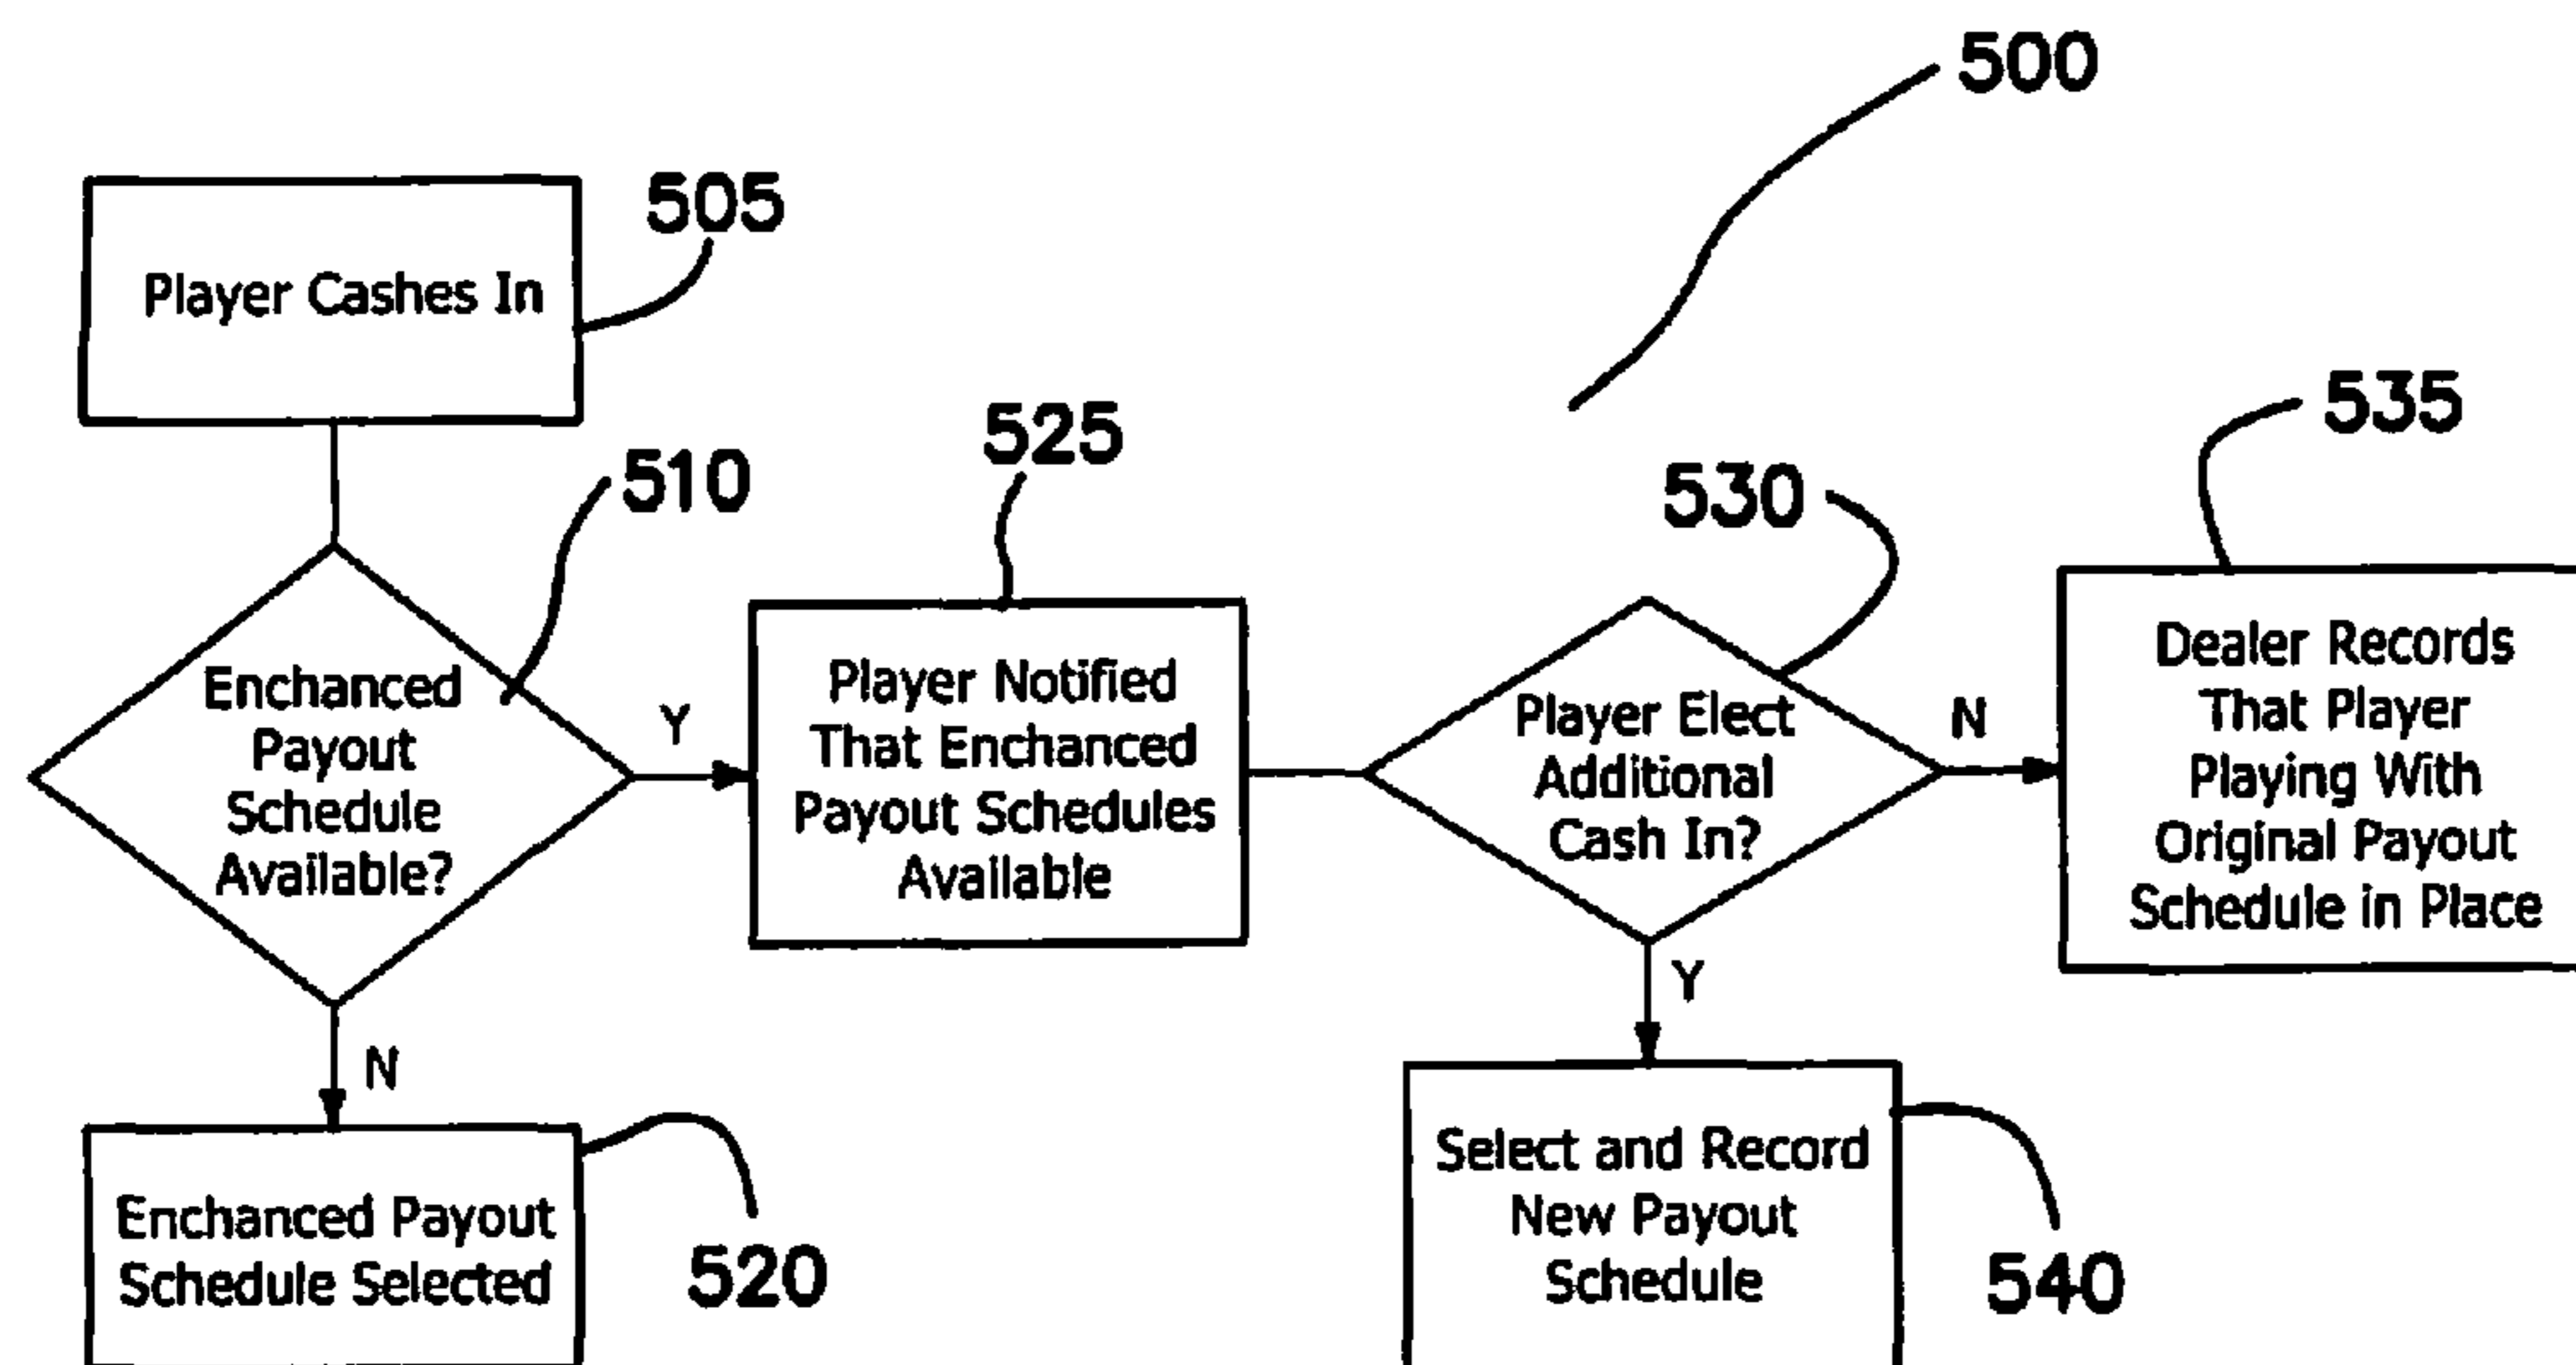 500
505
Player Cashes In
510
Enchanced
Payout
Schedule
Available?
Y
N
525
Player Notified
That Enchanced
Payout Schedules
Available
530
Player Elect
Additional
Cash In?
N
Y
535
Dealer Records
That Player
Playing With
Original Payout
Schedule in Place
Enchanced Payout
Schedule Selected
520
Select and Record
New Payout
Schedule
540